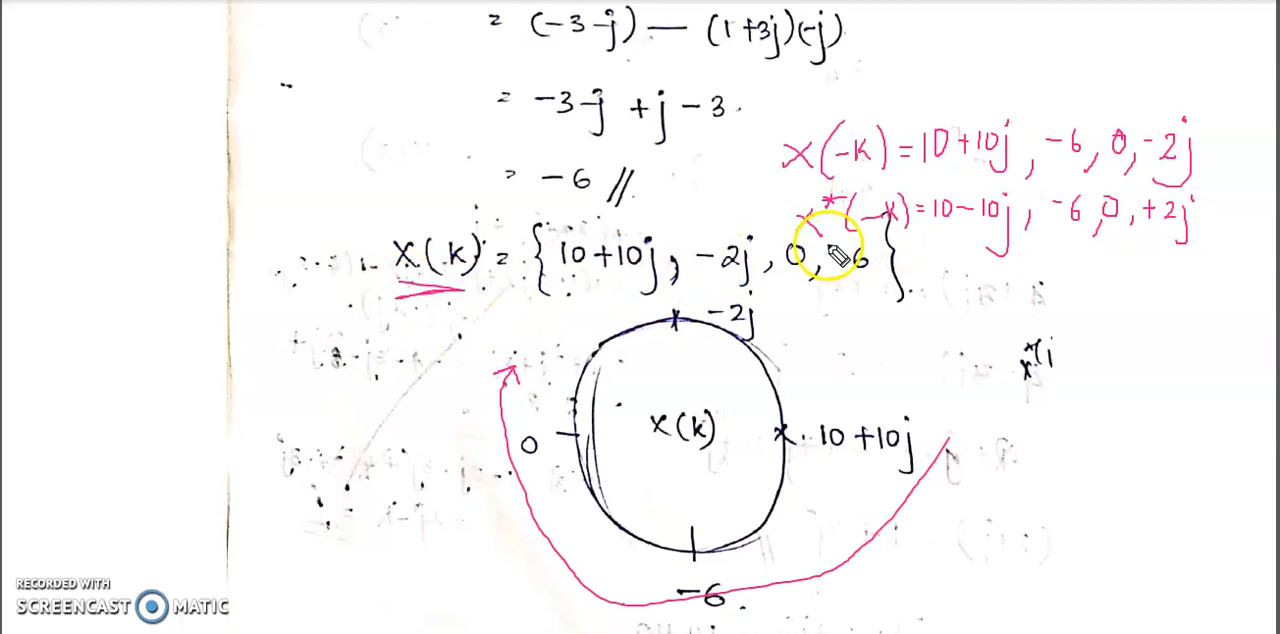 = (-3-j) — (1+3j)(-j)
= -3-j +j -3.
X(-k) = 10+10j, -6, 0, -2j
= -6 //
X*(-k) = 10-10j, -6, 0, +2j
∴ X(k) = { 10+10j, -2j, 0, -6 }.
-2j
X(k)
x. 10+10j
0
-6.
RECORDED WITH
SCREENCAST MATIC